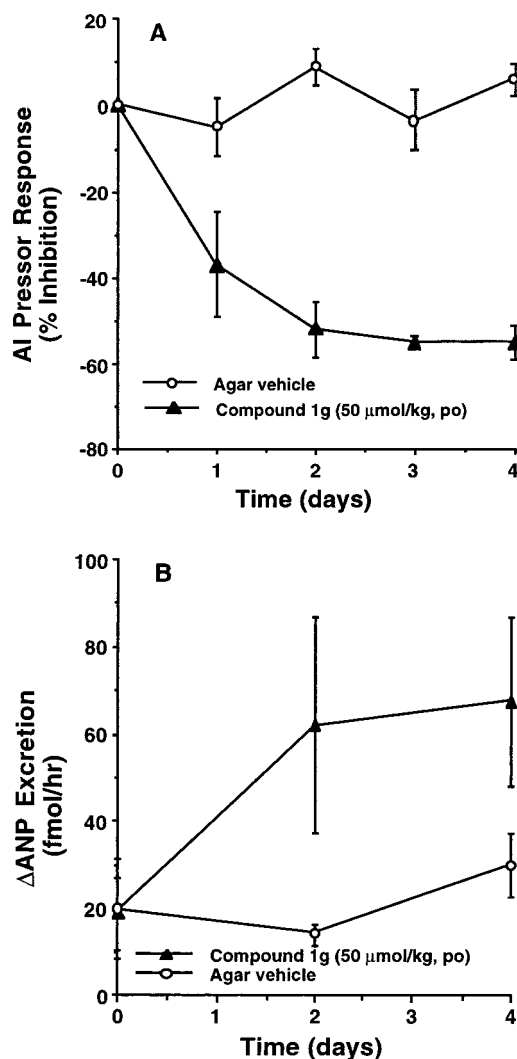 A
20
0
-20
-40
-60
-80
AI Pressor Response
(% Inhibition)
Agar vehicle
Compound 1g (50 μmol/kg, po)
0 1 2 3 4
Time (days)
B
100
80
60
40
20
0
ΔANP Excretion
(fmol/hr)
Compound 1g (50 μmol/kg, po)
Agar vehicle
0 1 2 3 4
Time (days)